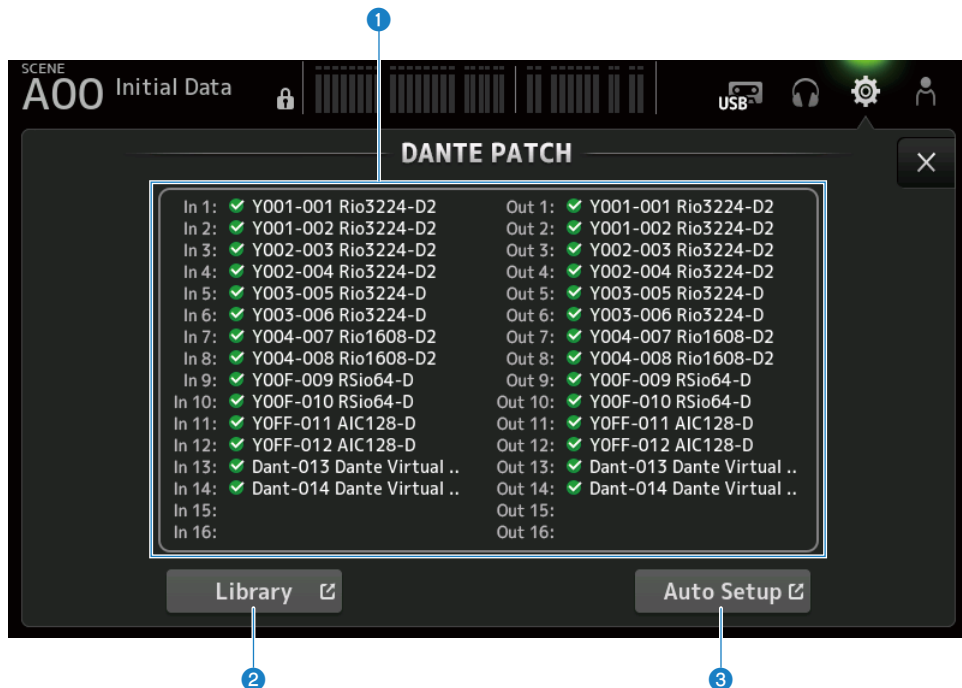 1
SCENE
A00 Initial Data
USB
DANTE PATCH
In 1: Y001-001 Rio3224-D2 Out 1: Y001-001 Rio3224-D2
In 2: Y001-002 Rio3224-D2 Out 2: Y001-002 Rio3224-D2
In 3: Y002-003 Rio3224-D2 Out 3: Y002-003 Rio3224-D2
In 4: Y002-004 Rio3224-D2 Out 4: Y002-004 Rio3224-D2
In 5: Y003-005 Rio3224-D Out 5: Y003-005 Rio3224-D
In 6: Y003-006 Rio3224-D Out 6: Y003-006 Rio3224-D
In 7: Y004-007 Rio1608-D2 Out 7: Y004-007 Rio1608-D2
In 8: Y004-008 Rio1608-D2 Out 8: Y004-008 Rio1608-D2
In 9: Y00F-009 RSio64-D Out 9: Y00F-009 RSio64-D
In 10: Y00F-010 RSio64-D Out 10: Y00F-010 RSio64-D
In 11: Y0FF-011 AIC128-D Out 11: Y0FF-011 AIC128-D
In 12: Y0FF-012 AIC128-D Out 12: Y0FF-012 AIC128-D
In 13: Dant-013 Dante Virtual .. Out 13: Dant-013 Dante Virtual ..
In 14: Dant-014 Dante Virtual .. Out 14: Dant-014 Dante Virtual ..
In 15: Out 15:
In 16: Out 16:
Library Auto Setup
2 3